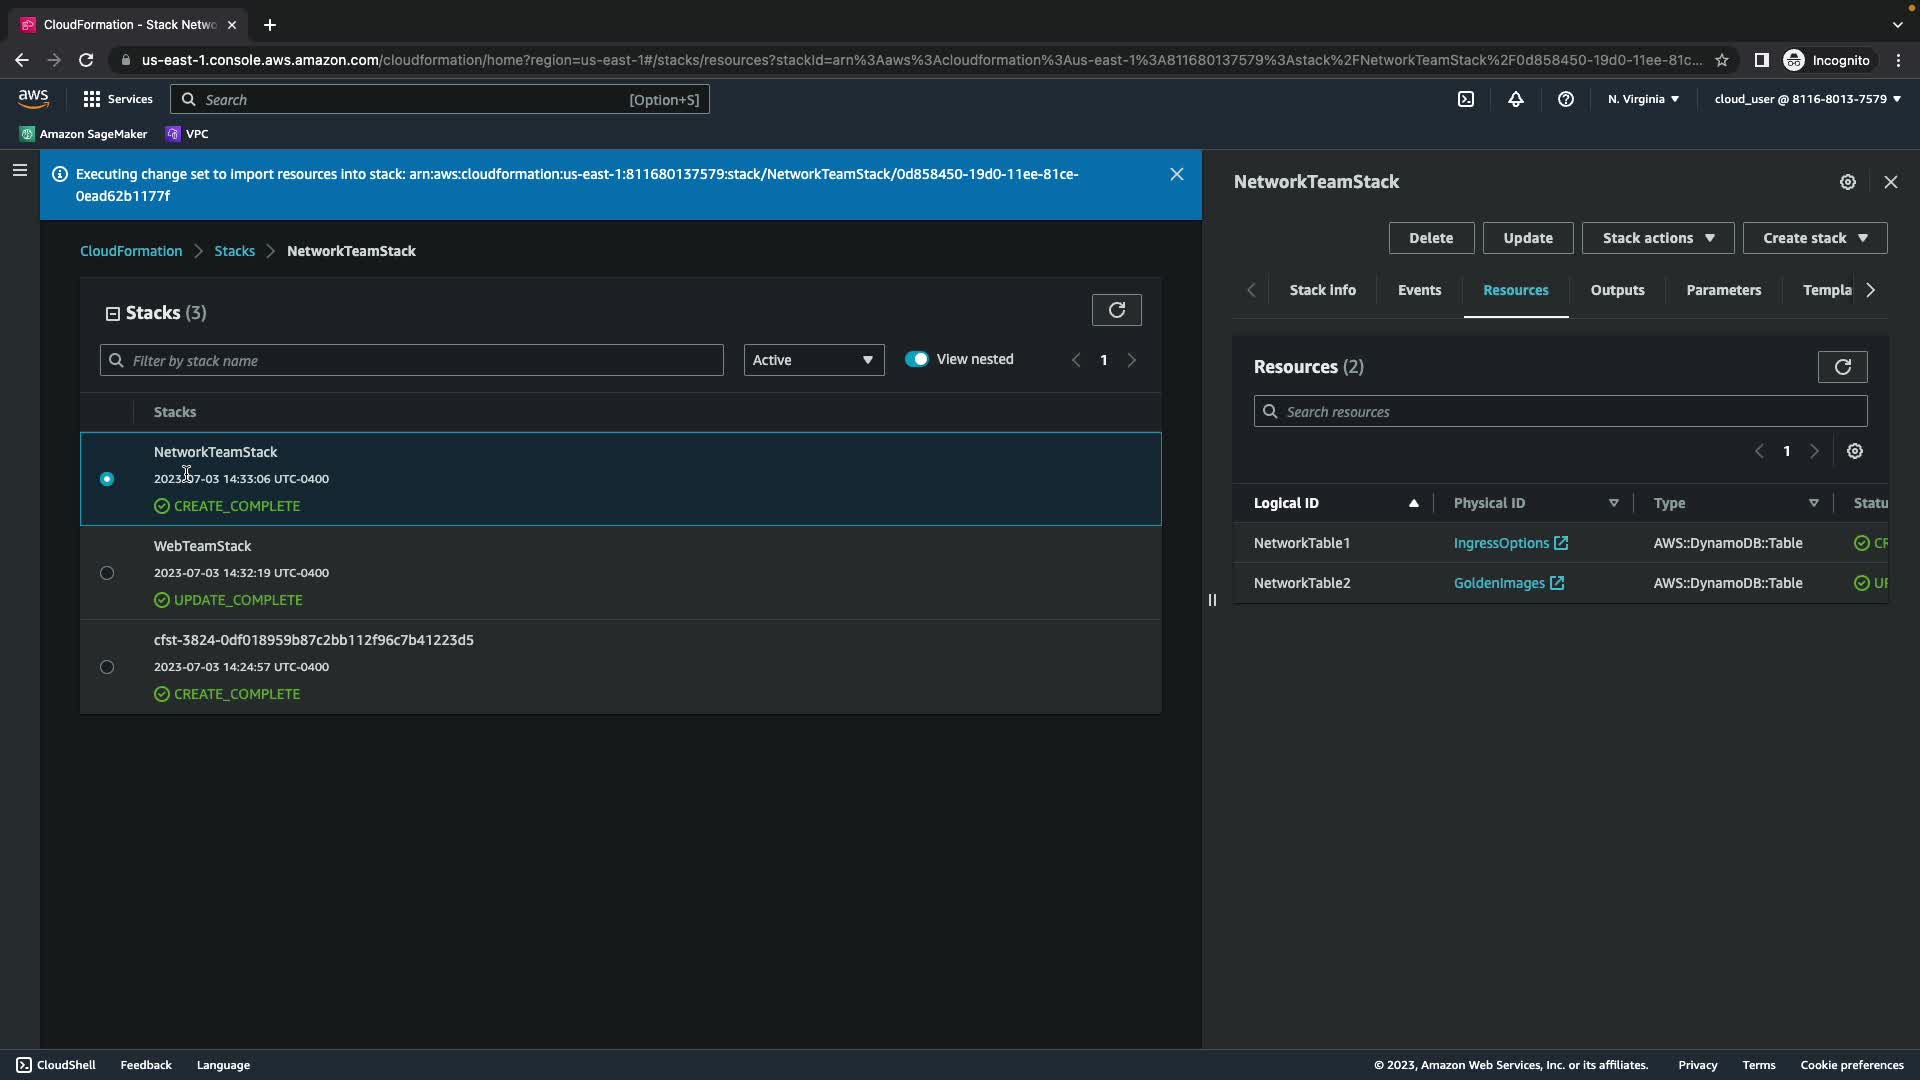 CloudFormation - Stack Netwo
us-east-1.console.aws.amazon.com/cloudformation/home?region=us-east-1#/stacks/resources?stackId=arn%3Aaws%3Acloudformation%3Aus-east-1%3A811680137579%3Astack%2FNetworkTeamStack%2F0d858450-19d0-11ee-81c...
Incognito
aws
Services
Search
[Option+S]
N. Virginia
cloud_user @ 8116-8013-7579
Amazon SageMaker
VPC
Executing change set to import resources into stack: arn:aws:cloudformation:us-east-1:811680137579:stack/NetworkTeamStack/0d858450-19d0-11ee-81ce-
0ead62b1177f
CloudFormation
Stacks
NetworkTeamStack
Stacks (3)
Filter by stack name
Active
View nested
1
Stacks
NetworkTeamStack
2023-07-03 14:33:06 UTC-0400
CREATE_COMPLETE
WebTeamStack
2023-07-03 14:32:19 UTC-0400
UPDATE_COMPLETE
cfst-3824-0df018959b87c2bb112f96c7b41223d5
2023-07-03 14:24:57 UTC-0400
CREATE_COMPLETE
NetworkTeamStack
Delete
Update
Stack actions
Create stack
Stack info
Events
Resources
Outputs
Parameters
Templa
Resources (2)
Search resources
1
Logical ID
Physical ID
Type
Statu
NetworkTable1
IngressOptions
AWS::DynamoDB::Table
CR
NetworkTable2
GoldenImages
AWS::DynamoDB::Table
UP
CloudShell
Feedback
Language
© 2023, Amazon Web Services, Inc. or its affiliates.
Privacy
Terms
Cookie preferences